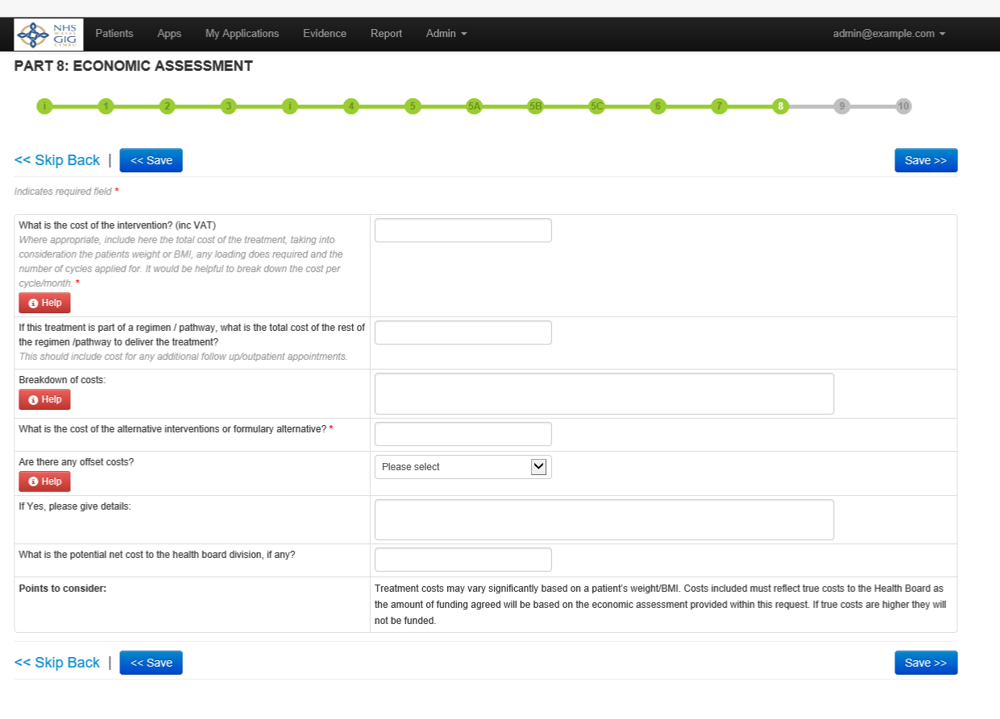 NHS
WALES
GIG
CYMRU
Patients Apps My Applications Evidence Report Admin admin@example.com
PART 8: ECONOMIC ASSESSMENT
i 1 2 3 i 4 5 5A 5B 5C 6 7 8 9 10
<< Skip Back | << Save Save >>
Indicates required field *
What is the cost of the intervention? (inc VAT)
Where appropriate, include here the total cost of the treatment, taking into
consideration the patients weight or BMI, any loading does required and the
number of cycles applied for. It would be helpful to break down the cost per
cycle/month. *
Help
If this treatment is part of a regimen / pathway, what is the total cost of the rest of
the regimen /pathway to deliver the treatment?
This should include cost for any additional follow up/outpatient appointments.
Breakdown of costs:
Help
What is the cost of the alternative interventions or formulary alternative? *
Are there any offset costs?
Please select
Help
If Yes, please give details:
What is the potential net cost to the health board division, if any?
Points to consider:
Treatment costs may vary significantly based on a patient's weight/BMI. Costs included must reflect true costs to the Health Board as
the amount of funding agreed will be based on the economic assessment provided within this request. If true costs are higher they will
not be funded.
<< Skip Back | << Save Save >>